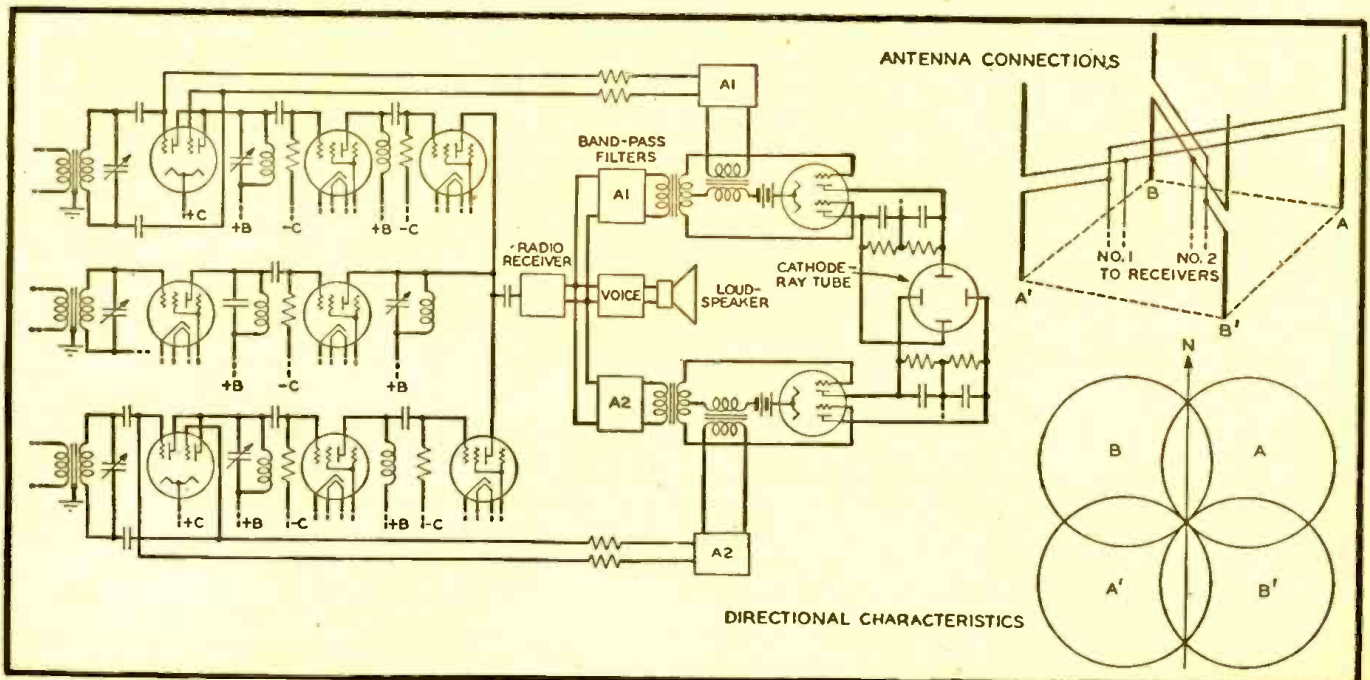 ANTENNA CONNECTIONS
A1
BAND-PASS
FILTERS
A1
+C
+B
-C
+B
-C
RADIO
RECEIVER
VOICE
LOUD-
SPEAKER
CATHODE-
RAY TUBE
B
A
NO.1
NO.2
TO RECEIVERS
A'
B'
+B
-C
+B
A2
+C
+B
-C
+B
-C
A2
N
B
A
A'
B'
DIRECTIONAL CHARACTERISTICS